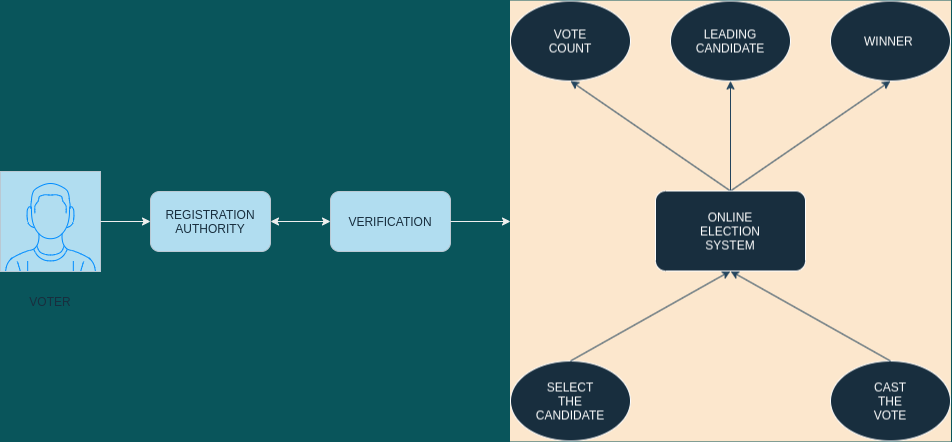 VOTE
COUNT
LEADING
CANDIDATE
WINNER
REGISTRATION
AUTHORITY
VERIFICATION
ONLINE
ELECTION
SYSTEM
VOTER
SELECT
THE
CANDIDATE
CAST
THE
VOTE